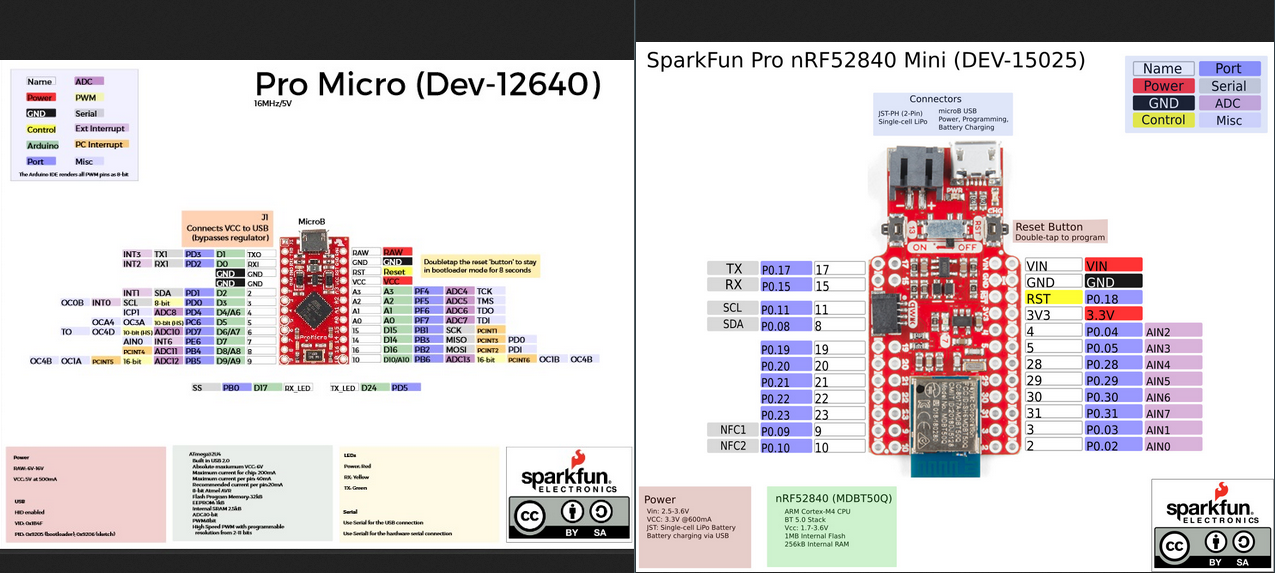 Pro Micro (Dev-12640)
16MHz/5V
Name ADC
Power PWM
GND Serial
Control Ext Interrupt
Arduino PC Interrupt
Port Misc
The Arduino IDE renders all PWM pins as 8-bit
J1
Connects VCC to USB
(bypasses regulator)
MicroB
INT3 TX1 PD3 D1 TXO
INT2 RX1 PD2 D0 RXI
GND GND
GND GND
INT1 SDA PD1 D2 2
OC0B INT0 SCL 8-bit PD0 D3 3
ICP1 ADC8 PD4 D4/A6 4
OCA4 OC3A 10-bit (HS) PC6 D5 5
TO OC4D 10-bit (HS) ADC10 PD7 D6/A7 6
AIN0 INT6 PE6 D7 7
PCINT4 ADC11 PB4 D8/A8 8
OC4B OC1A PCINT5 16-bit ADC12 PB5 D9/A9 9
RAW RAW
GND GND
RST Reset
VCC VCC
A3 A3 PF4 ADC4 TCK
A2 A2 PF5 ADC5 TMS
A1 A1 PF6 ADC6 TDO
A0 A0 PF7 ADC7 TDI
15 D15 PB1 SCK PCINT1
14 D14 PB3 MISO PCINT3 PD0
16 D16 PB2 MOSI PCINT2 PDI
10 D10/A10 PB6 ADC13 16-bit PCINT6 OC1B OC4B
Doubletap the reset 'button' to stay
in bootloader mode for 8 seconds
ProMicro
SS PB0 D17 RX_LED TX_LED D24 PD5
Power
RAW: 6V-16V
VCC: 5V at 500mA
USB
HID enabled
VID: 0x1B4F
PID: 0x9205 (bootloader); 0x9206 (sketch)
ATmega32U4
Built in USB 2.0
Absolute maximum VCC: 6V
Maximum current for chip: 200mA
Maximum current per pin: 40mA
Recommended current per pin: 20mA
8-bit Atmel AVR
Flash Program Memory: 32kB
EEPROM: 1kB
Internal SRAM 2.5kB
ADC: 10-bit
PWM: 8bit
High Speed PWM with programmable
resolution from 2-11 bits
LEDs
Power: Red
RX: Yellow
TX: Green
Serial
Use Serial for the USB connection
Use Serial1 for the hardware serial connection
sparkfun
ELECTRONICS
cc
BY SA
SparkFun Pro nRF52840 Mini (DEV-15025)
Name Port
Power Serial
GND ADC
Control Misc
Connectors
JST-PH (2-Pin)
Single-cell LiPo
microB USB
Power, Programming,
Battery Charging
PWR
CHG
13
RST
ON OFF
qwiic
Reset Button
Double-tap to program
TX P0.17 17
RX P0.15 15
SCL P0.11 11
SDA P0.08 8
P0.19 19
P0.20 20
P0.21 21
P0.22 22
P0.23 23
NFC1 P0.09 9
NFC2 P0.10 10
VIN VIN
GND GND
RST P0.18
3V3 3.3V
4 P0.04 AIN2
5 P0.05 AIN3
28 P0.28 AIN4
29 P0.29 AIN5
30 P0.30 AIN6
31 P0.31 AIN7
3 P0.03 AIN1
2 P0.02 AIN0
Power
Vin: 2.5-3.6V
VCC: 3.3V @600mA
JST: Single-cell LiPo Battery
Battery charging via USB
nRF52840 (MDBT50Q)
ARM Cortex-M4 CPU
BT 5.0 Stack
Vcc: 1.7-3.6V
1MB Internal Flash
256kB Internal RAM
sparkfun
ELECTRONICS
cc
BY SA